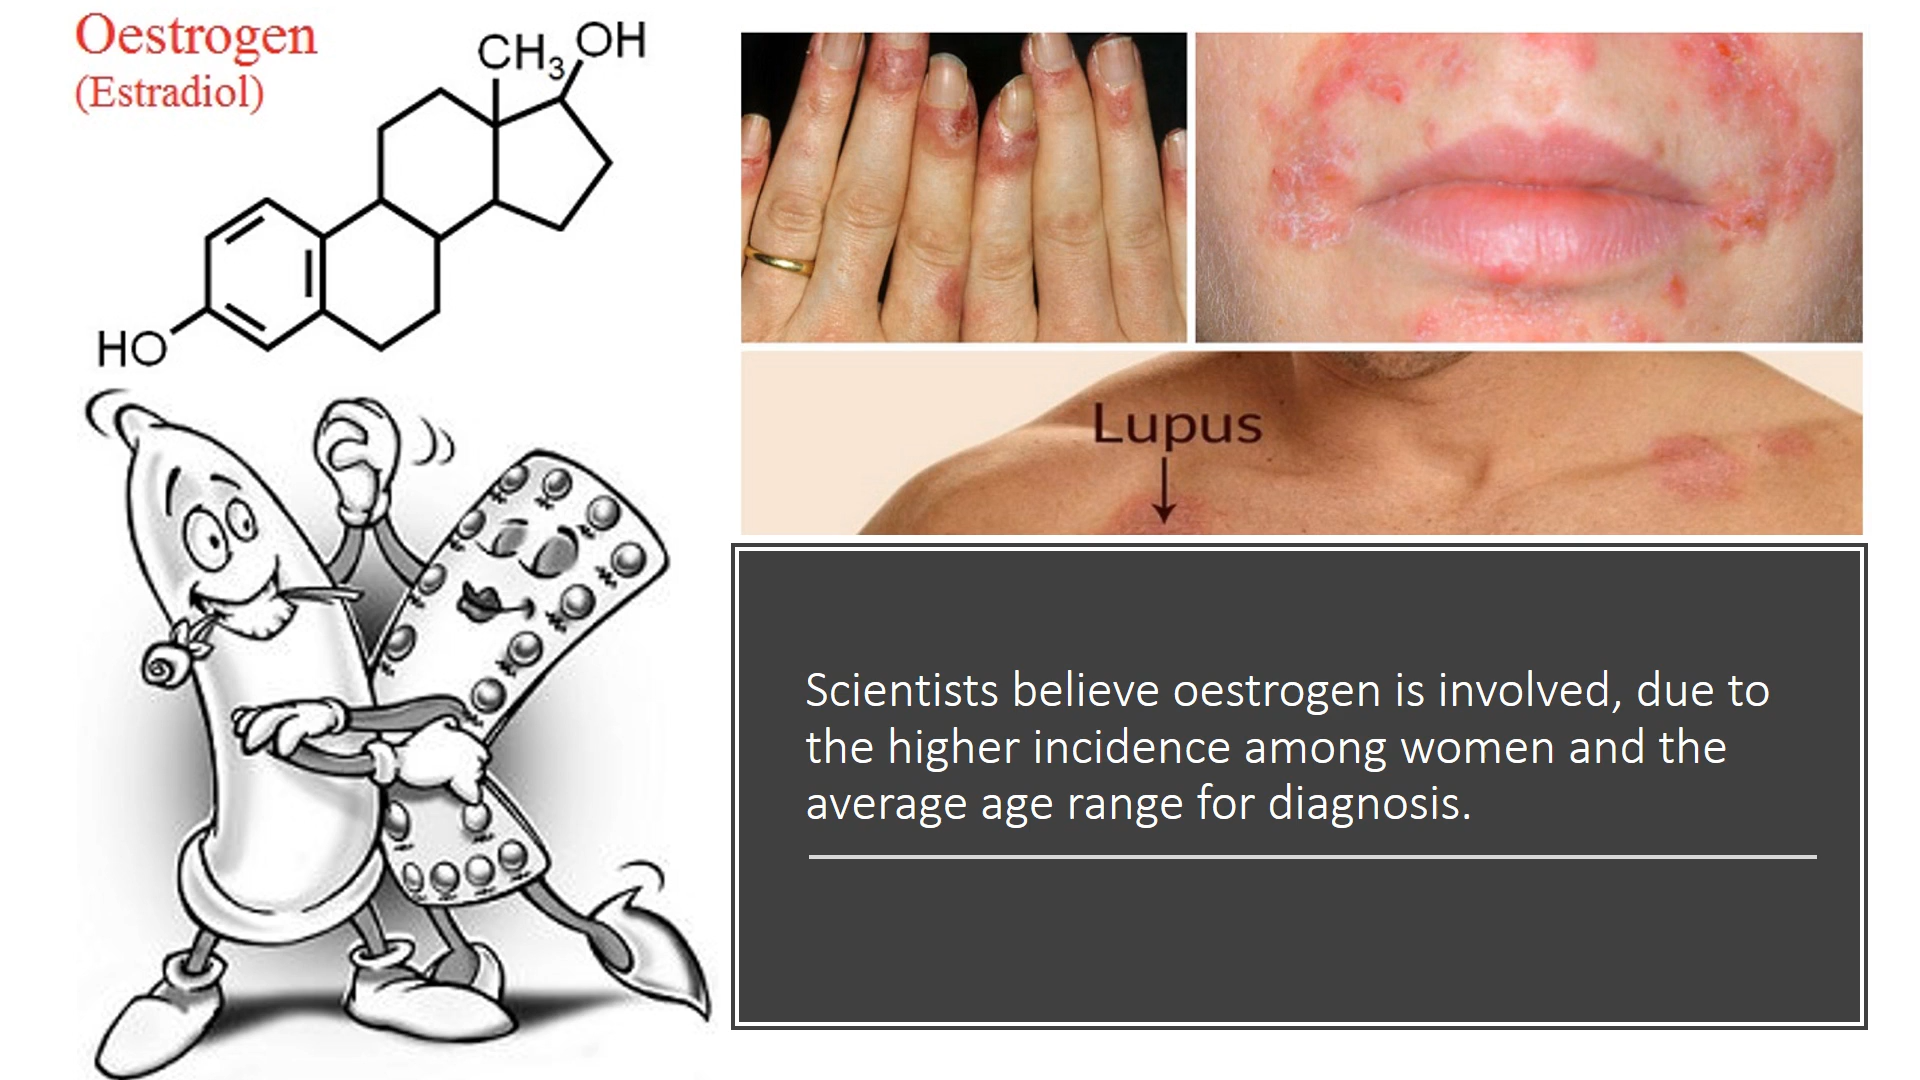 Oestrogen
(Estradiol)
CH3
OH
HO
Lupus
Scientists believe oestrogen is involved, due to
the higher incidence among women and the
average age range for diagnosis.